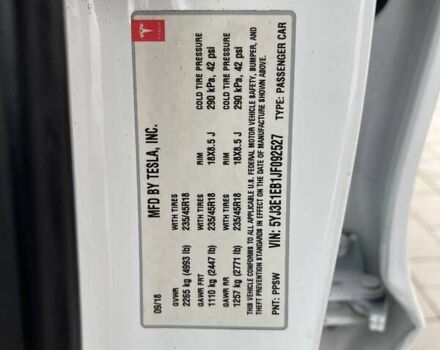 TESLA
MFD BY TESLA, INC.
09/18
GVWR
2265 kg (4993 lb) WITH TIRES 235/45R18 RIM 18X8.5 J COLD TIRE PRESSURE 290 kPa, 42 psi
GAWR FRT WITH TIRES RIM COLD TIRE PRESSURE
1110 kg (2447 lb) 235/45R18 18X8.5 J 290 kPa, 42 psi
GAWR RR WITH TIRES RIM COLD TIRE PRESSURE
1257 kg (2771 lb) 235/45R18 18X8.5 J 290 kPa, 42 psi
THIS VEHICLE CONFORMS TO ALL APPLICABLE U.S. FEDERAL MOTOR VEHICLE SAFETY, BUMPER, AND
THEFT PREVENTION STANDARDS IN EFFECT ON THE DATE OF MANUFACTURE SHOWN ABOVE.
VIN: 5YJ3E1EB1JF092527
PNT: PPSW TYPE: PASSENGER CAR